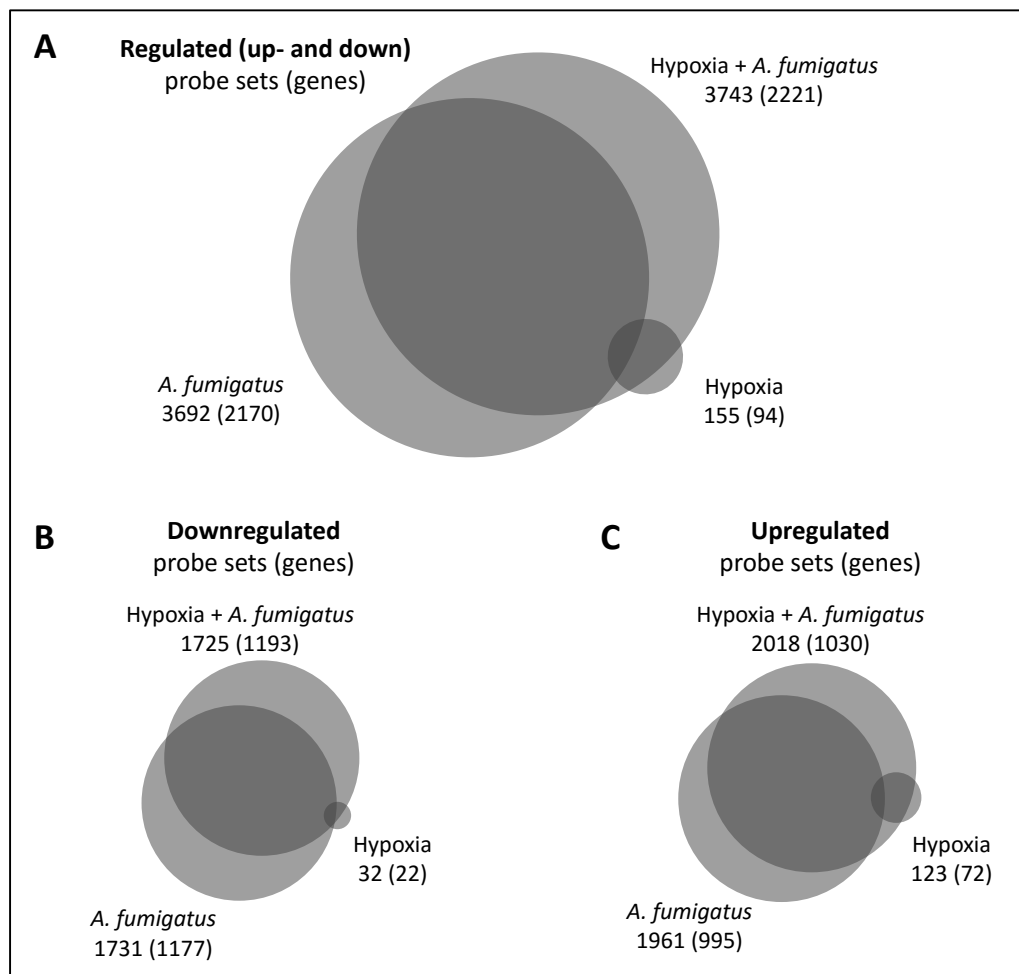 A
Regulated (up- and down)
probe sets (genes)
Hypoxia + A. fumigatus
3743 (2221)
A. fumigatus
3692 (2170)
Hypoxia
155 (94)
B
Downregulated
probe sets (genes)
Hypoxia + A. fumigatus
1725 (1193)
Hypoxia
32 (22)
A. fumigatus
1731 (1177)
C
Upregulated
probe sets (genes)
Hypoxia + A. fumigatus
2018 (1030)
Hypoxia
123 (72)
A. fumigatus
1961 (995)